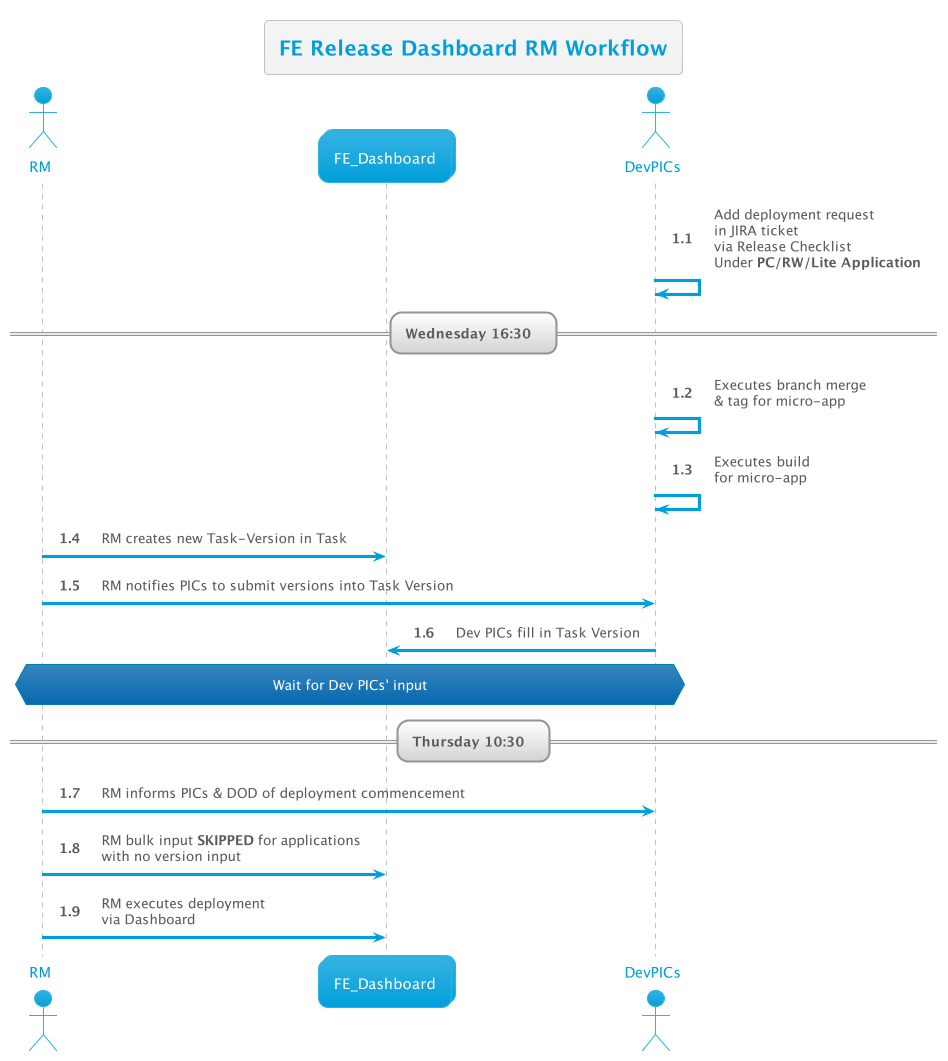 FE Release Dashboard RM Workflow
RM
FE_Dashboard
DevPICs
1.1
Add deployment request
in JIRA ticket
via Release Checklist
Under PC/RW/Lite Application
Wednesday 16:30
1.2
Executes branch merge
& tag for micro-app
1.3
Executes build
for micro-app
1.4 RM creates new Task-Version in Task
1.5 RM notifies PICs to submit versions into Task Version
1.6 Dev PICs fill in Task Version
Wait for Dev PICs' input
Thursday 10:30
1.7 RM informs PICs & DOD of deployment commencement
1.8
RM bulk input SKIPPED for applications
with no version input
1.9
RM executes deployment
via Dashboard
RM
FE_Dashboard
DevPICs